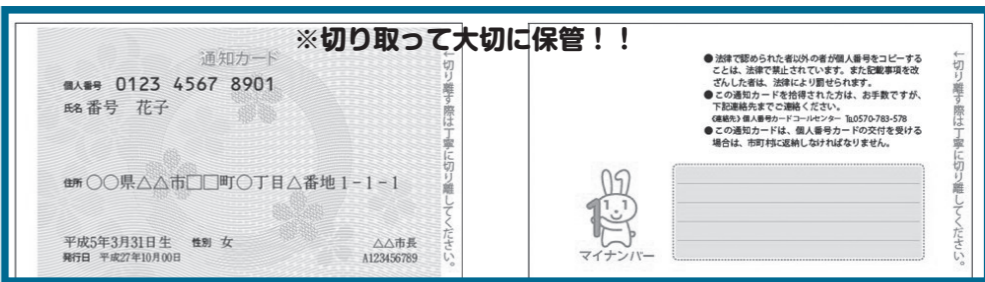 ※切り取って大切に保管！！
通知カード
個人番号 0123 4567 8901
氏名 番号 花子
住所 〇〇県△△市□□町〇丁目△番地1-1-1
平成5年3月31日生 性別 女
△△市長
発行日 平成27年10月00日
A123456789
←切り離す際は丁寧に切り離してください。
●法律で認められた者以外の者が個人番号をコピーする
ことは、法律で禁止されています。また記載事項を改
ざんした者は、法律により罰せられます。
●この通知カードを拾得された方は、お手数ですが、
下記連絡先までご連絡ください。
《連絡先》個人番号カードコールセンター ℡0570-783-578
●この通知カードは、個人番号カードの交付を受ける
場合は、市町村に返納しなければなりません。
1
マイナンバー
←切り離す際は丁寧に切り離してください。